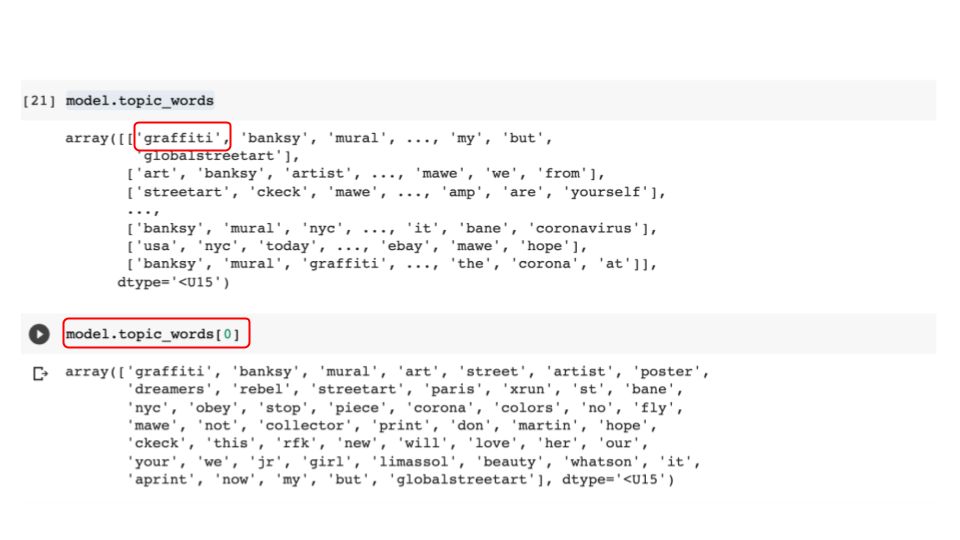 [21] model.topic_words
array([['graffiti', 'banksy', 'mural', ..., 'my', 'but',
'globalstreetart'],
['art', 'banksy', 'artist', ..., 'mawe', 'we', 'from'],
['streetart', 'ckeck', 'mawe', ..., 'amp', 'are', 'yourself'],
...,
['banksy', 'mural', 'nyc', ..., 'it', 'bane', 'coronavirus'],
['usa', 'nyc', 'today', ..., 'ebay', 'mawe', 'hope'],
['banksy', 'mural', 'graffiti', ..., 'the', 'corona', 'at']],
dtype='<U15')
model.topic_words[0]
array(['graffiti', 'banksy', 'mural', 'art', 'street', 'artist', 'poster',
'dreamers', 'rebel', 'streetart', 'paris', 'xrun', 'st', 'bane',
'nyc', 'obey', 'stop', 'piece', 'corona', 'colors', 'no', 'fly',
'mawe', 'not', 'collector', 'print', 'don', 'martin', 'hope',
'ckeck', 'this', 'rfk', 'new', 'will', 'love', 'her', 'our',
'your', 'we', 'jr', 'girl', 'limassol', 'beauty', 'whatson', 'it',
'aprint', 'now', 'my', 'but', 'globalstreetart'], dtype='<U15')